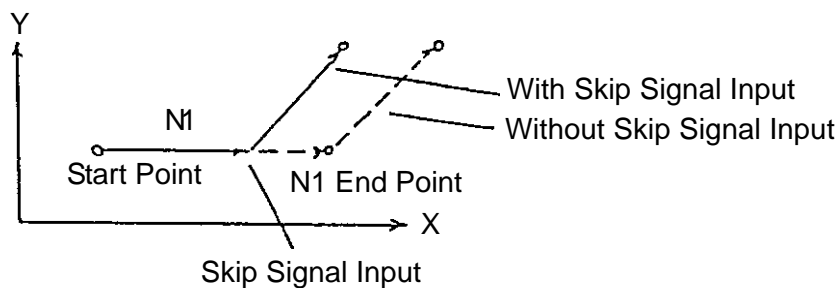 Y
With Skip Signal Input
N1
Without Skip Signal Input
Start Point
N1 End Point
X
Skip Signal Input